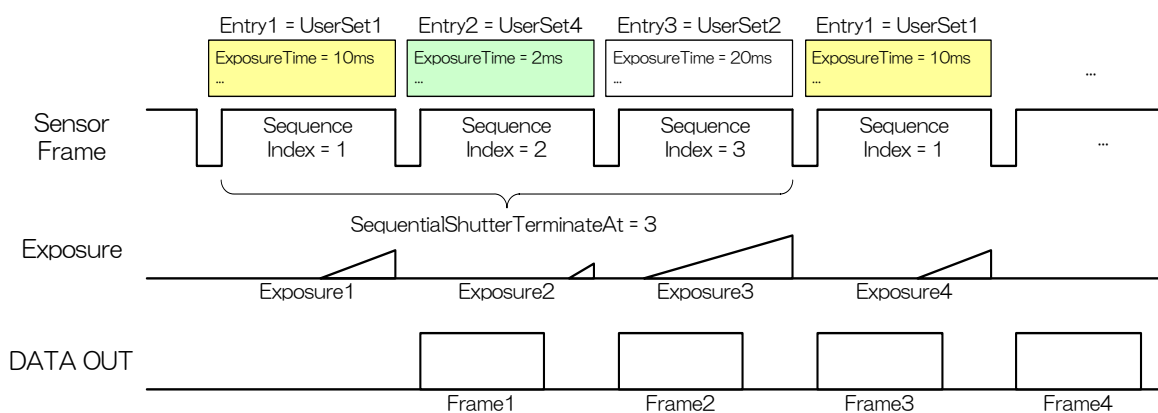 Entry1 = UserSet1
Entry2 = UserSet4
Entry3 = UserSet2
Entry1 = UserSet1
ExposureTime = 10ms
...
ExposureTime = 2ms
...
ExposureTime = 20ms
...
ExposureTime = 10ms
...
...
Sensor
Frame
Sequence
Index = 1
Sequence
Index = 2
Sequence
Index = 3
Sequence
Index = 1
...
SequentialShutterTerminateAt = 3
Exposure
Exposure1
Exposure2
Exposure3
Exposure4
DATA OUT
Frame1
Frame2
Frame3
Frame4